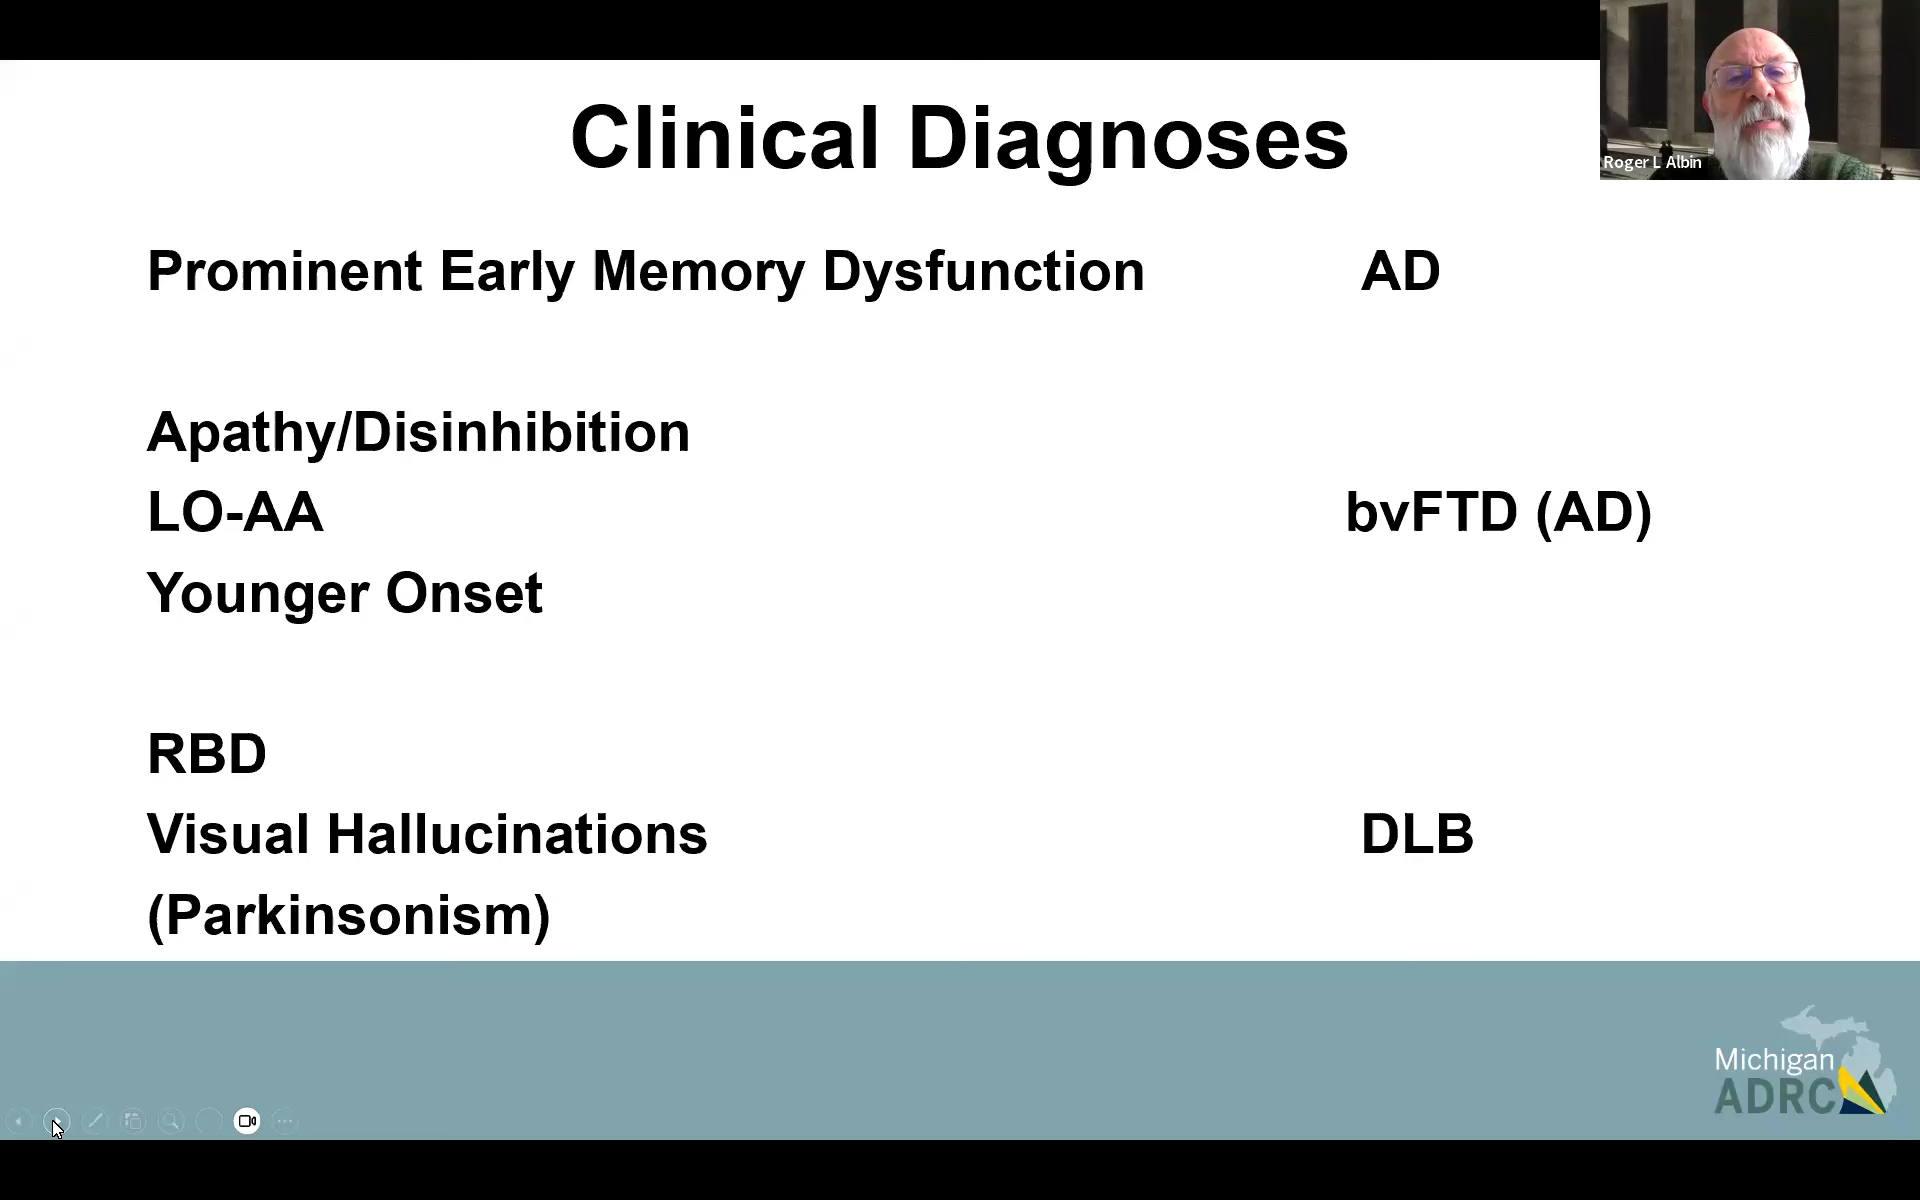 Clinical Diagnoses
Roger L Albin
Prominent Early Memory Dysfunction AD
Apathy/Disinhibition
LO-AA bvFTD (AD)
Younger Onset
RBD
Visual Hallucinations DLB
(Parkinsonism)
Michigan
ADRC